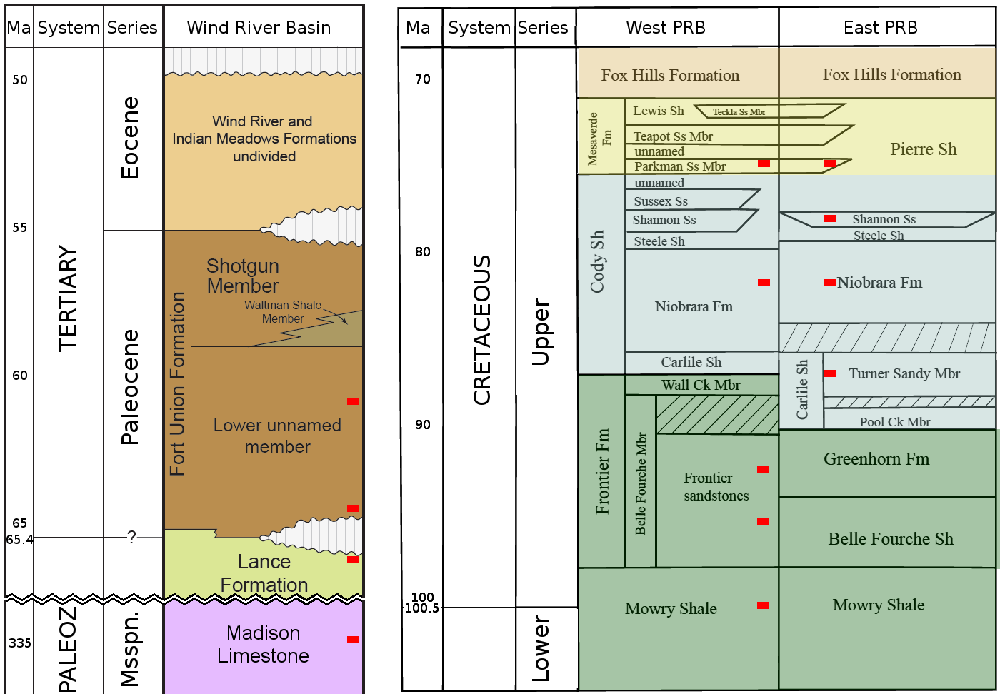 Ma System Series Wind River Basin
50
55
60
65
65.4
335
TERTIARY
PALEOZ
Eocene
Paleocene
?
Msspn.
Wind River and
Indian Meadows Formations
undivided
Fort Union Formation
Shotgun
Member
Waltman Shale
Member
Lower unnamed
member
Lance
Formation
Madison
Limestone
Ma System Series West PRB East PRB
70
80
90
100
100.5
CRETACEOUS
Upper
Lower
Fox Hills Formation
Mesaverde
Fm
Lewis Sh
Teckla Ss Mbr
Teapot Ss Mbr
unnamed
Parkman Ss Mbr
Cody Sh
unnamed
Sussex Ss
Shannon Ss
Steele Sh
Niobrara Fm
Carlile Sh
Frontier Fm
Wall Ck Mbr
Belle Fourche Mbr
Frontier
sandstones
Mowry Shale
Fox Hills Formation
Pierre Sh
Shannon Ss
Steele Sh
Niobrara Fm
Carlile Sh
Turner Sandy Mbr
Pool Ck Mbr
Greenhorn Fm
Belle Fourche Sh
Mowry Shale